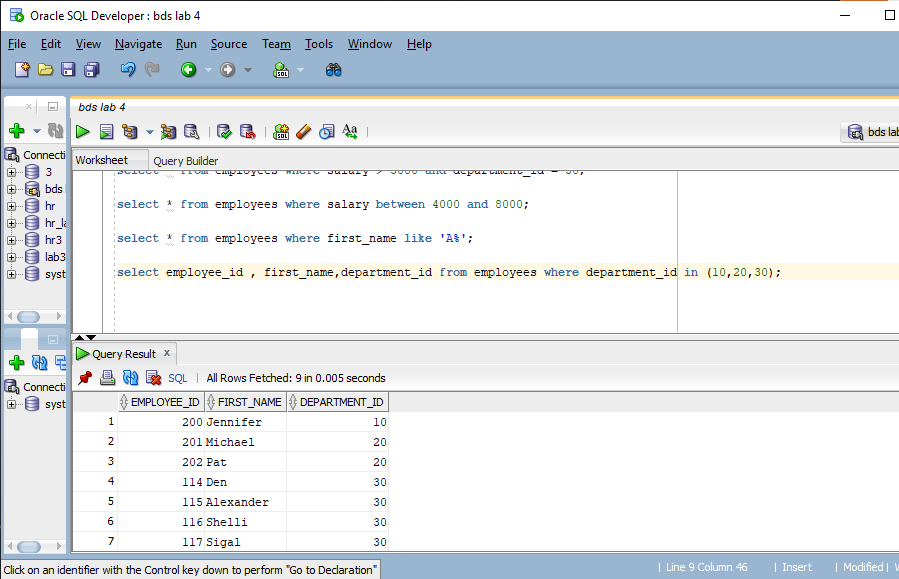 Oracle SQL Developer : bds lab 4
File Edit View Navigate Run Source Team Tools Window Help
bds lab 4
bds lab
Worksheet Query Builder
select * from employees where salary > 5000 and department_id = 50;
select * from employees where salary between 4000 and 8000;
select * from employees where first_name like 'A%';
select employee_id , first_name,department_id from employees where department_id in (10,20,30);
Connecti
3
bds
hr
hr_la
hr3
lab3
syst
Connecti
syst
Query Result x
SQL | All Rows Fetched: 9 in 0.005 seconds
EMPLOYEE_ID FIRST_NAME DEPARTMENT_ID
1 200 Jennifer 10
2 201 Michael 20
3 202 Pat 20
4 114 Den 30
5 115 Alexander 30
6 116 Shelli 30
7 117 Sigal 30
Click on an identifier with the Control key down to perform "Go to Declaration"
| Line 9 Column 46 | Insert | Modified | W